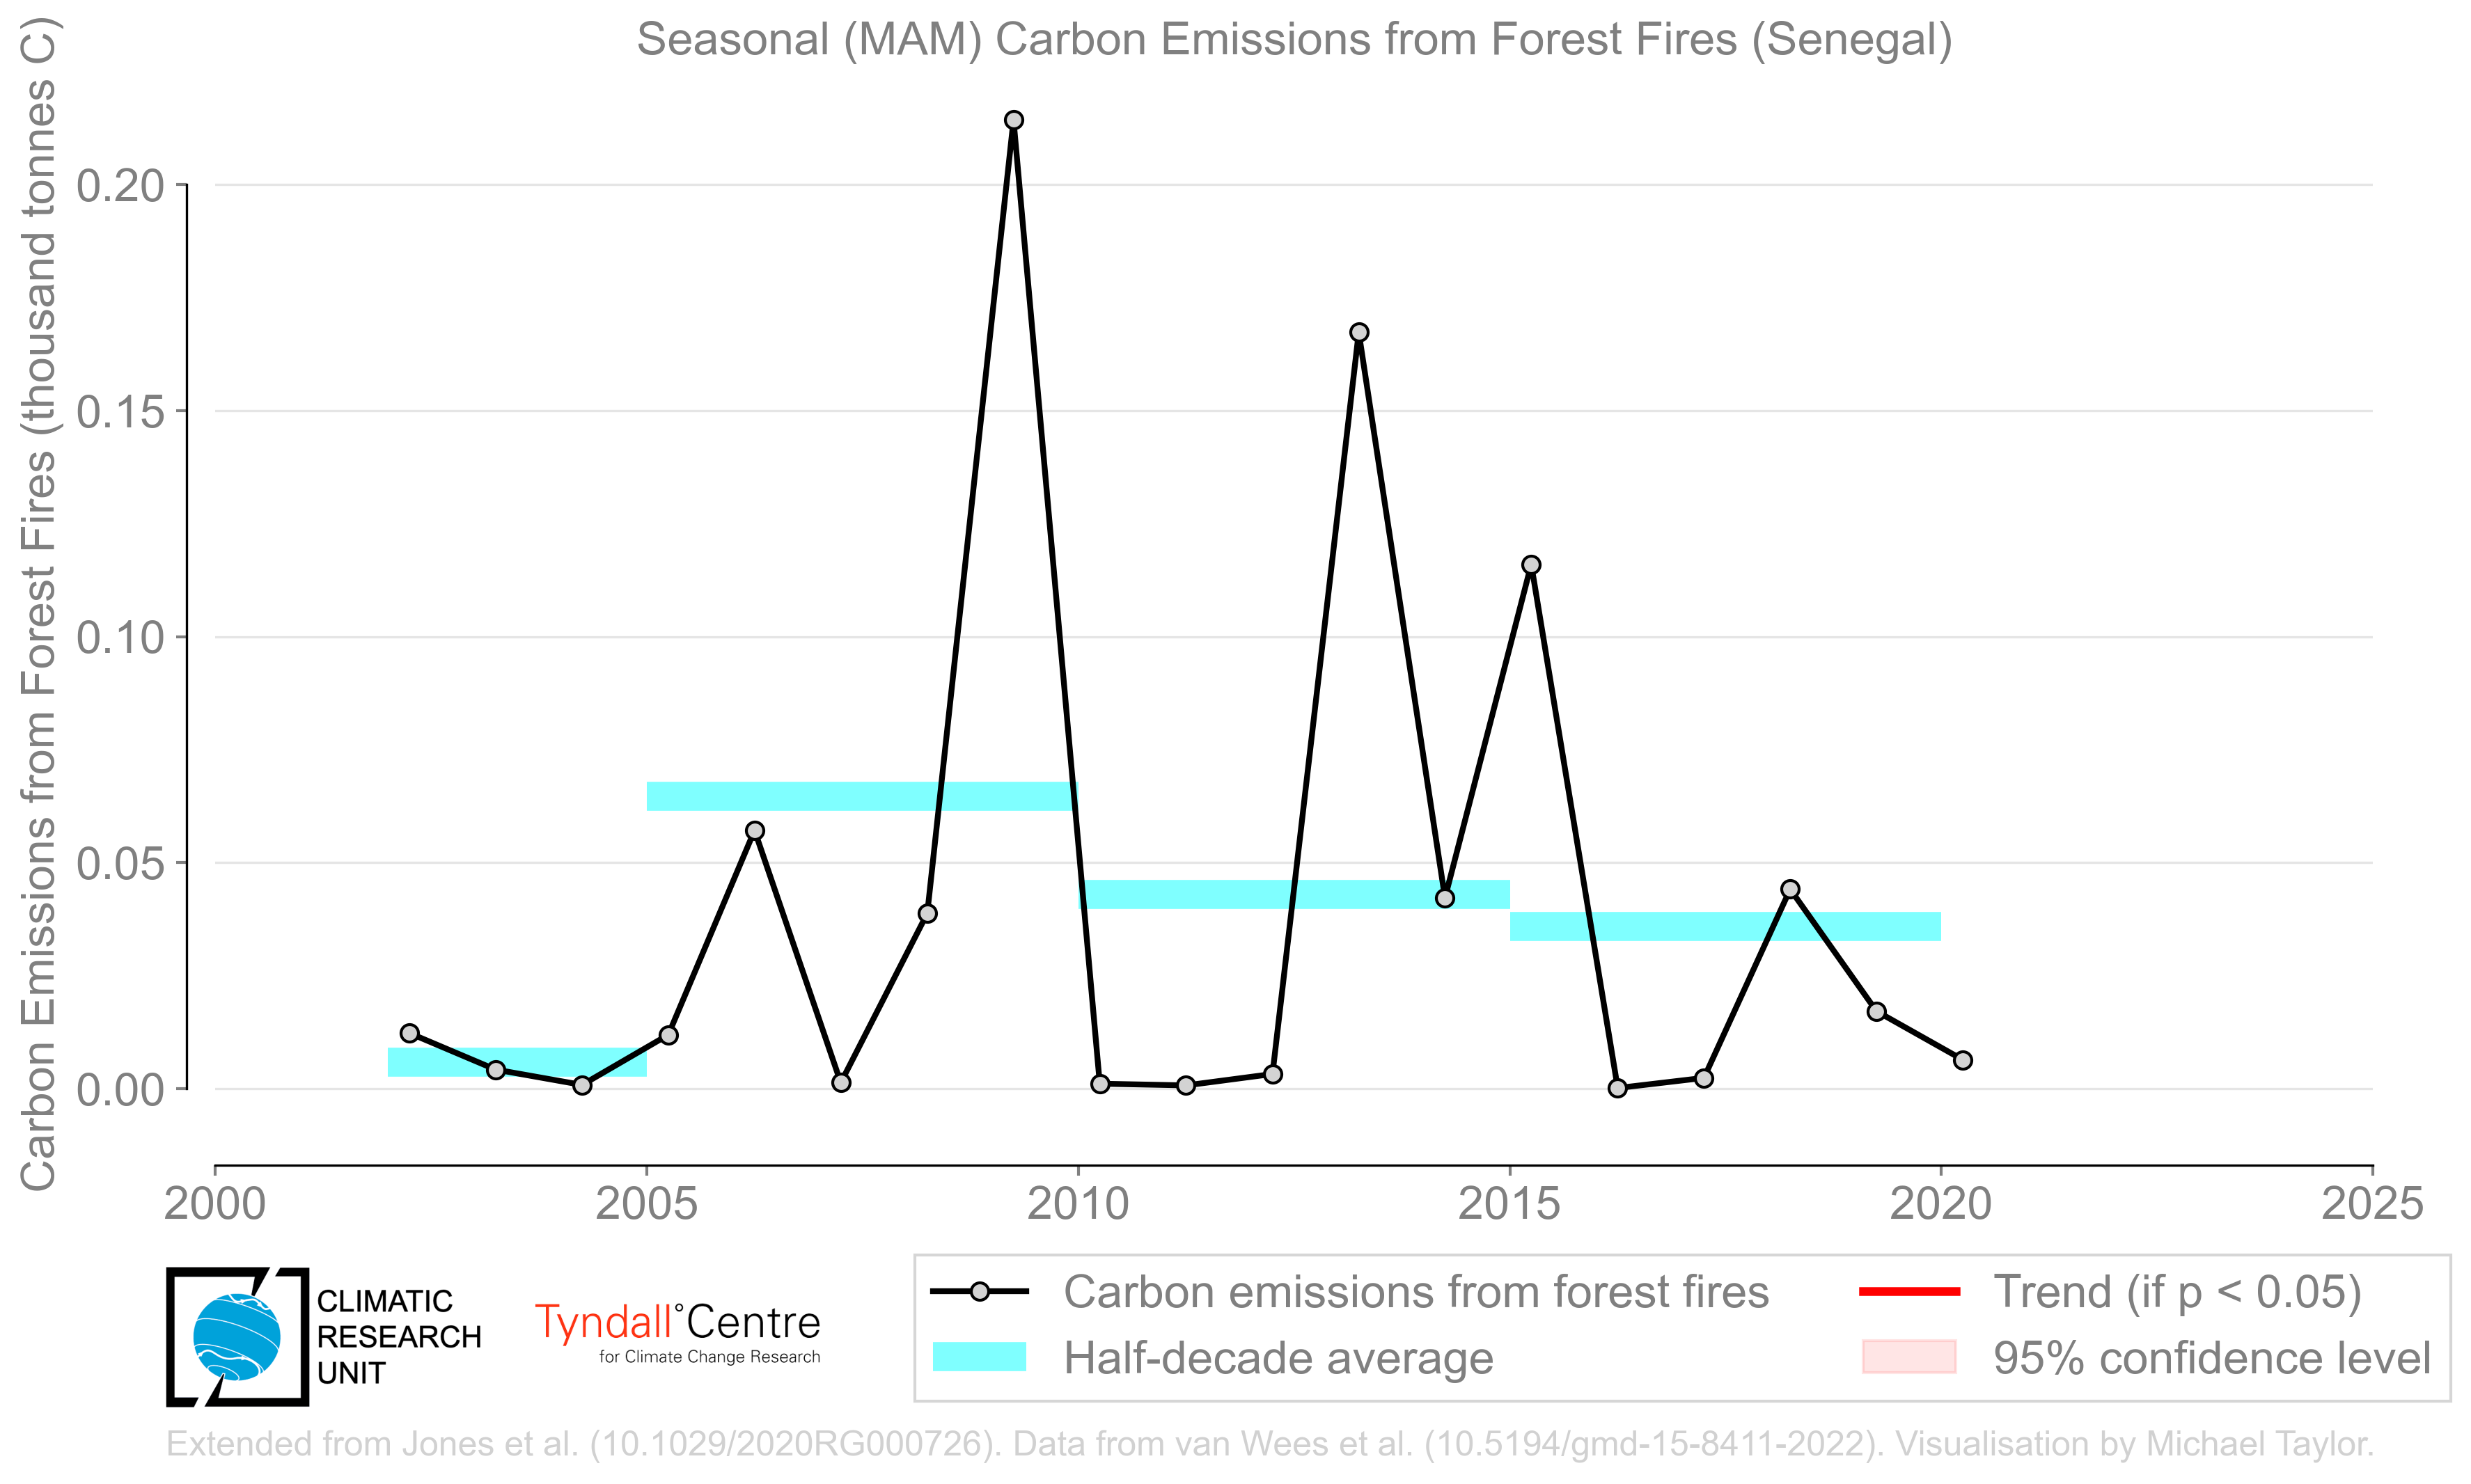 Seasonal (MAM) Carbon Emissions from Forest Fires (Senegal)
Carbon Emissions from Forest Fires (thousand tonnes C)
0.20
0.15
0.10
0.05
0.00
2000
2005
2010
2015
2020
2025
CLIMATIC
RESEARCH
UNIT
Tyndall°Centre
for Climate Change Research
Carbon emissions from forest fires
Half-decade average
Trend (if p < 0.05)
95% confidence level
Extended from Jones et al. (10.1029/2020RG000726). Data from van Wees et al. (10.5194/gmd-15-8411-2022). Visualisation by Michael Taylor.